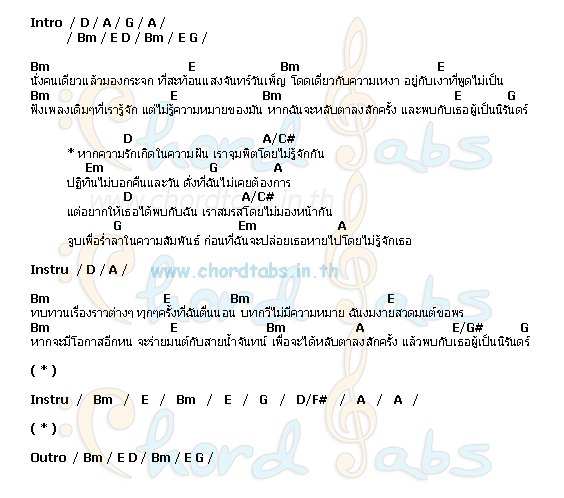 Intro / D / A / G / A /
/ Bm / E D / Bm / E G /
Bm E Bm E
นั่งคนเดียวแล้วมองกระจก ที่สะท้อนแสงจันทร์วันเพ็ญ โดดเดี่ยวกับความเหงา อยู่กับเงาที่พูดไม่เป็น
Bm E Bm E G
ฟังเพลงเดิมๆที่เรารู้จัก แต่ไม่รู้ความหมายของมัน หากฉันจะหลับตาลงสักครั้ง และพบกับเธอผู้เป็นนิรันดร์
D A/C#
* หากความรักเกิดในความฝัน เราจุมพิตโดยไม่รู้จักกัน
Em G A
ปฏิทินไม่บอกคืนและวัน ดั่งที่ฉันไม่เคยต้องการ
D A/C#
แต่อยากให้เธอได้พบกับฉัน เราสมรสโดยไม่มองหน้ากัน
G Em A
จูบเพื่อร่ำลาในความสัมพันธ์ ก่อนที่ฉันจะปล่อยเธอหายไปโดยไม่รู้จักเธอ
Instru / D / A /
www.chordtabs.in.th
Bm E Bm E
ทบทวนเรื่องราวต่างๆ ทุกๆครั้งที่ฉันตื่นนอน บทกวีไม่มีความหมาย ฉันงมงายสวดมนต์ขอพร
Bm E Bm A E/G# G
หากจะมีโอกาสอีกหน จะร่ายมนต์กับสายน้ำจันทน์ เพื่อจะได้หลับตาลงสักครั้ง แล้วพบกับเธอผู้เป็นนิรันดร์
( * )
Instru / Bm / E / Bm / E / G / D/F# / A / A /
( * )
Outro / Bm / E D / Bm / E G /
Chord Tabs